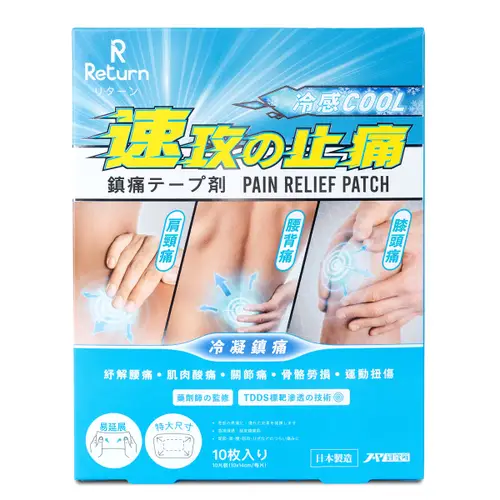 Return
リターン
冷感COOL
速攻の止痛
鎮痛テープ剤 PAIN RELIEF PATCH
肩頸痛
腰背痛
膝頭痛
冷凝鎮痛
紓解腰痛・肌肉酸痛・關節痛・骨骼勞損・運動扭傷
藥劑師の監修
TDDS標靶滲透の技術
易延展
特大尺寸
10枚入り
日本製造